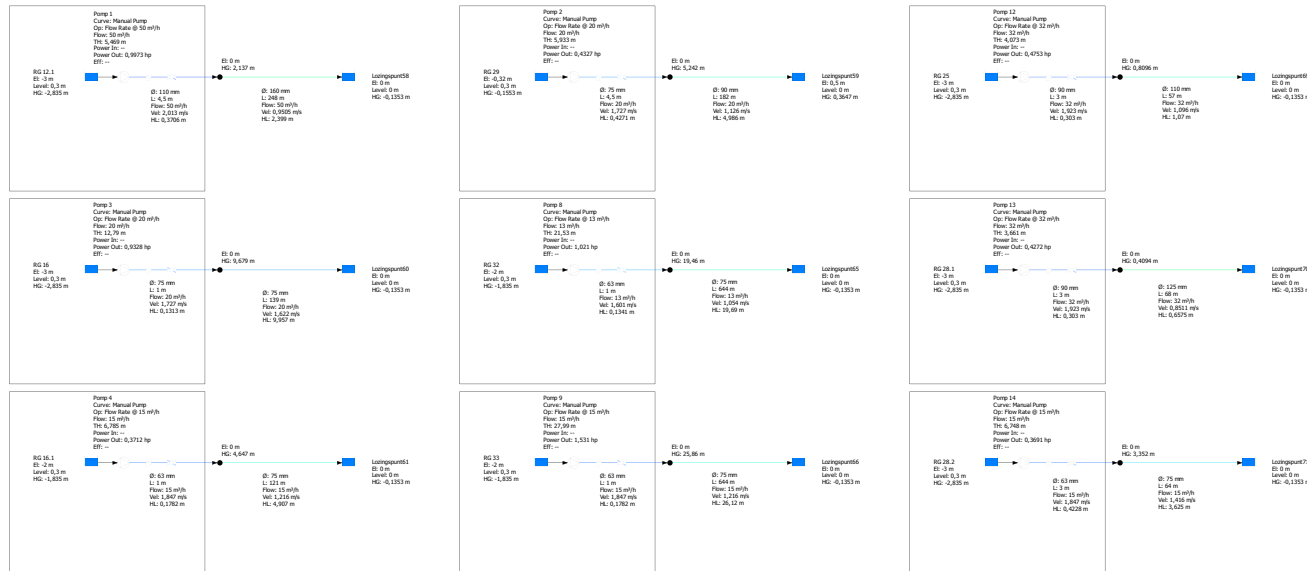 Pomp 1
Curve: Manual Pump
Op: Flow Rate @ 50 m³/h
Flow: 50 m³/h
TH: 5,469 m
Power In: --
Power Out: 0,9973 hp
Eff: --
RG 12.1
El: -3 m
Level: 0,3 m
HG: -2,835 m
Ø: 110 mm
L: 4,5 m
Flow: 50 m³/h
Vel: 2,013 m/s
HL: 0,3706 m
El: 0 m
HG: 2,137 m
Ø: 160 mm
L: 248 m
Flow: 50 m³/h
Vel: 0,9505 m/s
HL: 2,399 m
Lozingspunt58
El: 0 m
Level: 0 m
HG: -0,1353 m
Pomp 2
Curve: Manual Pump
Op: Flow Rate @ 20 m³/h
Flow: 20 m³/h
TH: 5,933 m
Power In: --
Power Out: 0,4327 hp
Eff: --
RG 29
El: -0,32 m
Level: 0,3 m
HG: -0,1553 m
Ø: 75 mm
L: 4,5 m
Flow: 20 m³/h
Vel: 1,727 m/s
HL: 0,4271 m
El: 0 m
HG: 5,242 m
Ø: 90 mm
L: 182 m
Flow: 20 m³/h
Vel: 1,126 m/s
HL: 4,986 m
Lozingspunt59
El: 0,5 m
Level: 0 m
HG: 0,3647 m
Pomp 12
Curve: Manual Pump
Op: Flow Rate @ 32 m³/h
Flow: 32 m³/h
TH: 4,073 m
Power In: --
Power Out: 0,4753 hp
Eff: --
RG 25
El: -3 m
Level: 0,3 m
HG: -2,835 m
Ø: 90 mm
L: 3 m
Flow: 32 m³/h
Vel: 1,923 m/s
HL: 0,303 m
El: 0 m
HG: 0,8096 m
Ø: 110 mm
L: 57 m
Flow: 32 m³/h
Vel: 1,096 m/s
HL: 1,07 m
El: 0 m
Level: 0 m
HG: -0,1353
Pomp 3
Curve: Manual Pump
Op: Flow Rate @ 20 m³/h
Flow: 20 m³/h
TH: 12,79 m
Power In: --
Power Out: 0,9328 hp
Eff: --
RG 16
El: -3 m
Level: 0,3 m
HG: -2,835 m
Ø: 75 mm
L: 1 m
Flow: 20 m³/h
Vel: 1,727 m/s
HL: 0,1313 m
El: 0 m
HG: 9,679 m
Ø: 75 mm
L: 139 m
Flow: 20 m³/h
Vel: 1,622 m/s
HL: 9,957 m
Lozingspunt60
El: 0 m
Level: 0 m
HG: -0,1353 m
Pomp 8
Curve: Manual Pump
Op: Flow Rate @ 13 m³/h
Flow: 13 m³/h
TH: 21,53 m
Power In: --
Power Out: 1,021 hp
Eff: --
RG 32
El: -2 m
Level: 0,3 m
HG: -1,835 m
Ø: 63 mm
L: 1 m
Flow: 13 m³/h
Vel: 1,601 m/s
HL: 0,1341 m
El: 0 m
HG: 19,46 m
Ø: 75 mm
L: 644 m
Flow: 13 m³/h
Vel: 1,054 m/s
HL: 19,69 m
Lozingspunt65
El: 0 m
Level: 0 m
HG: -0,1353 m
Pomp 13
Curve: Manual Pump
Op: Flow Rate @ 32 m³/h
Flow: 32 m³/h
TH: 3,661 m
Power In: --
Power Out: 0,4272 hp
Eff: --
RG 28.1
El: -3 m
Level: 0,3 m
HG: -2,835 m
Ø: 90 mm
L: 3 m
Flow: 32 m³/h
Vel: 1,923 m/s
HL: 0,303 m
El: 0 m
HG: 0,4094 m
Ø: 125 mm
L: 68 m
Flow: 32 m³/h
Vel: 0,8511 m/s
HL: 0,6575 m
El: 0 m
Level: 0 m
HG: -0,1353
Pomp 4
Curve: Manual Pump
Op: Flow Rate @ 15 m³/h
Flow: 15 m³/h
TH: 6,785 m
Power In: --
Power Out: 0,3712 hp
Eff: --
RG 16.1
El: -2 m
Level: 0,3 m
HG: -1,835 m
Ø: 63 mm
L: 1 m
Flow: 15 m³/h
Vel: 1,847 m/s
HL: 0,1782 m
El: 0 m
HG: 4,647 m
Ø: 75 mm
L: 121 m
Flow: 15 m³/h
Vel: 1,216 m/s
HL: 4,907 m
Lozingspunt61
El: 0 m
Level: 0 m
HG: -0,1353 m
Pomp 9
Curve: Manual Pump
Op: Flow Rate @ 15 m³/h
Flow: 15 m³/h
TH: 27,99 m
Power In: --
Power Out: 1,531 hp
Eff: --
RG 33
El: -2 m
Level: 0,3 m
HG: -1,835 m
Ø: 63 mm
L: 1 m
Flow: 15 m³/h
Vel: 1,847 m/s
HL: 0,1782 m
El: 0 m
HG: 25,86 m
Ø: 75 mm
L: 644 m
Flow: 15 m³/h
Vel: 1,216 m/s
HL: 26,12 m
Lozingspunt66
El: 0 m
Level: 0 m
HG: -0,1353 m
Pomp 14
Curve: Manual Pump
Op: Flow Rate @ 15 m³/h
Flow: 15 m³/h
TH: 6,748 m
Power In: --
Power Out: 0,3691 hp
Eff: --
RG 28.2
El: -3 m
Level: 0,3 m
HG: -2,835 m
Ø: 63 mm
L: 3 m
Flow: 15 m³/h
Vel: 1,847 m/s
HL: 0,4228 m
El: 0 m
HG: 3,352 m
Ø: 75 mm
L: 64 m
Flow: 15 m³/h
Vel: 1,416 m/s
HL: 3,625 m
El: 0 m
Level: 0 m
HG: -0,1353